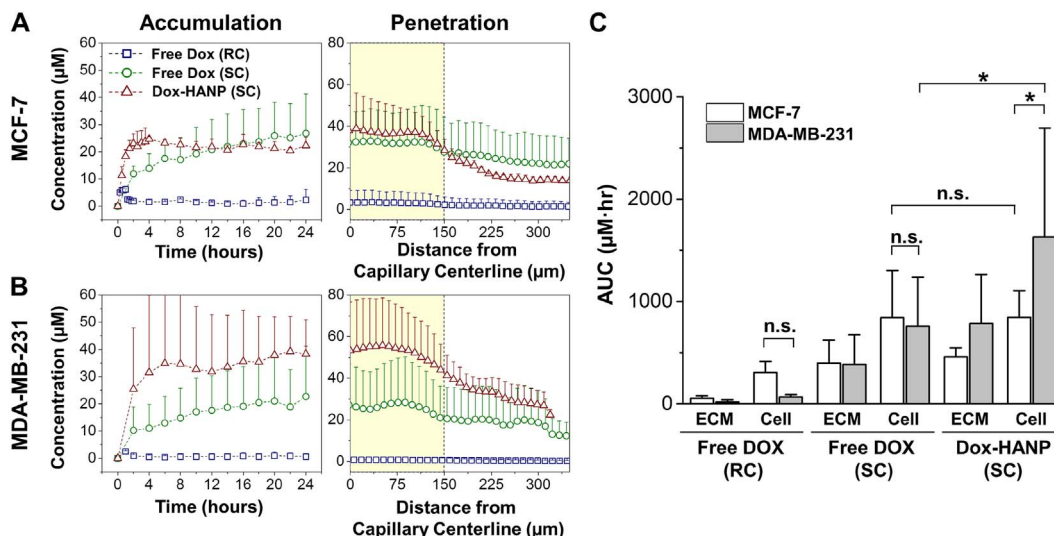 A
Accumulation
Penetration
C
MCF-7
Concentration (µM)
60
50
40
30
20
10
0
Free Dox (RC)
Free Dox (SC)
Dox-HANP (SC)
0 4 8 12 16 20 24
Time (hours)
80
60
40
20
0
0 75 150 225 300
Distance from
Capillary Centerline (µm)
B
MDA-MB-231
Concentration (µM)
60
50
40
30
20
10
0
0 4 8 12 16 20 24
Time (hours)
80
60
40
20
0
0 75 150 225 300
Distance from
Capillary Centerline (µm)
AUC (µM·hr)
3000
2000
1000
0
MCF-7
MDA-MB-231
*
*
n.s.
n.s.
n.s.
ECM Cell ECM Cell ECM Cell
Free DOX Free DOX Dox-HANP
(RC) (SC) (SC)